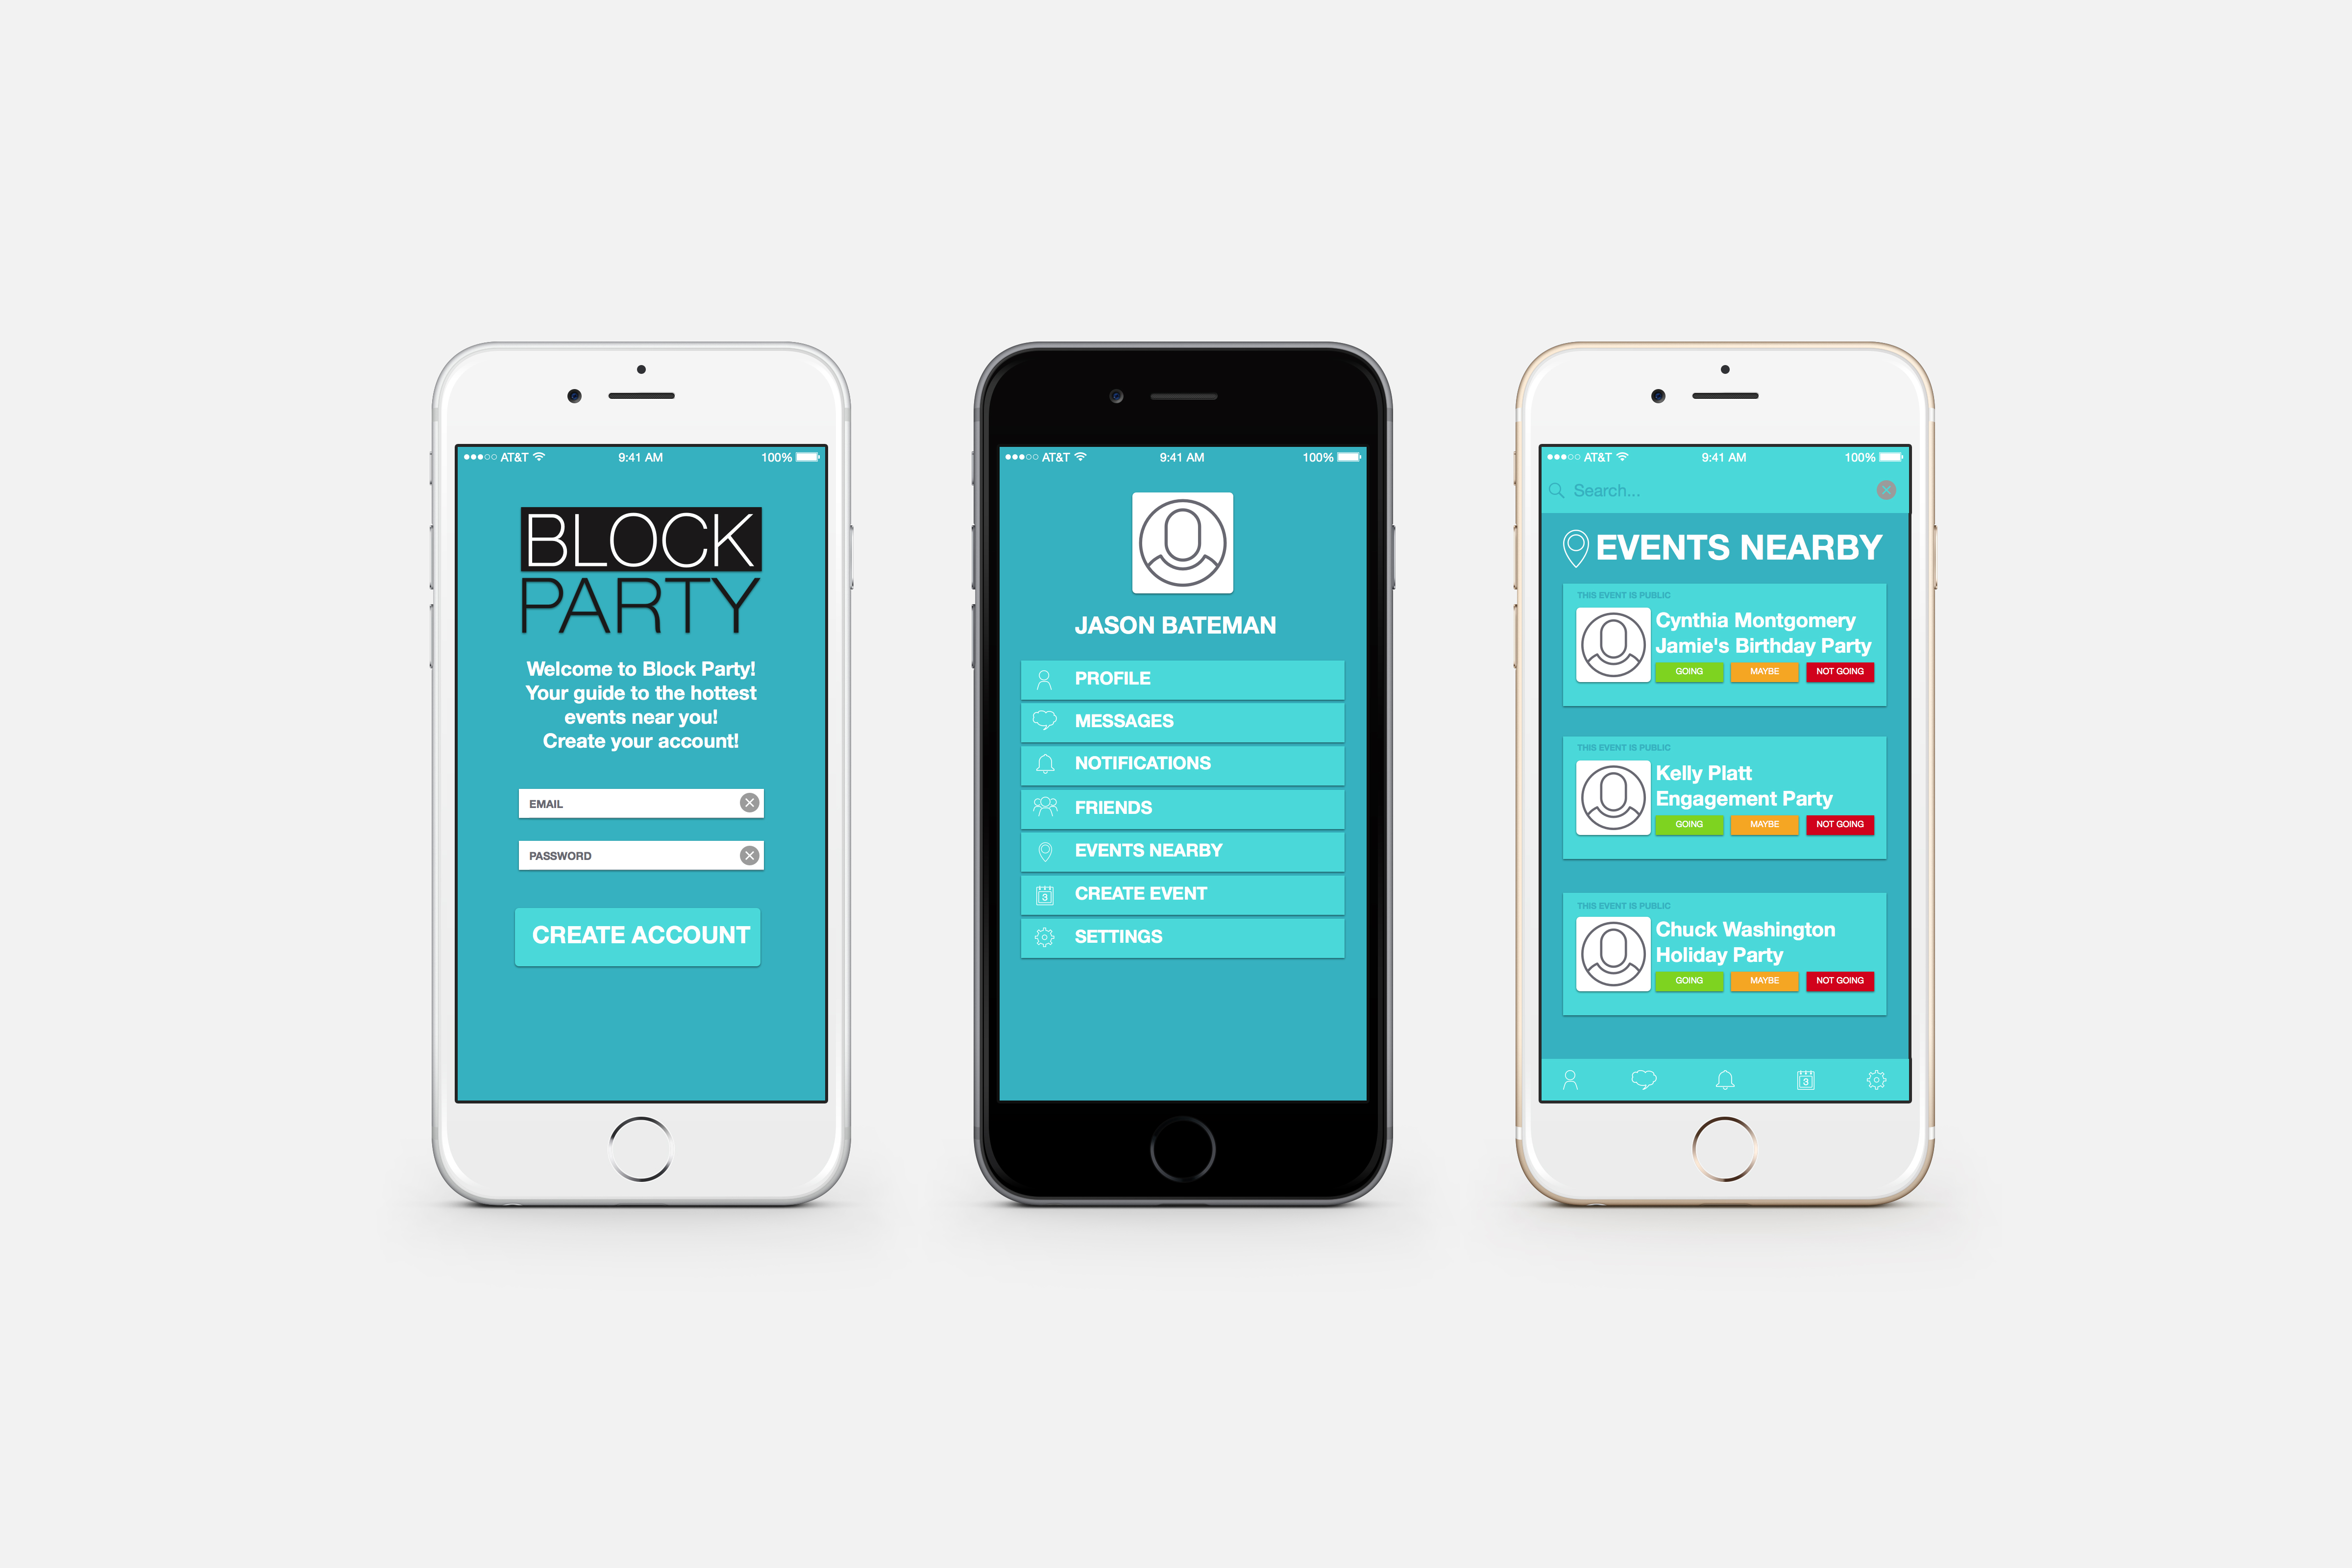 AT&T 9:41 AM 100%
BLOCK
PARTY
Welcome to Block Party!
Your guide to the hottest
events near you!
Create your account!
EMAIL
PASSWORD
CREATE ACCOUNT
AT&T 9:41 AM 100%
JASON BATEMAN
PROFILE
MESSAGES
NOTIFICATIONS
FRIENDS
EVENTS NEARBY
3 CREATE EVENT
SETTINGS
AT&T 9:41 AM 100%
Search...
EVENTS NEARBY
THIS EVENT IS PUBLIC
Cynthia Montgomery
Jamie's Birthday Party
GOING MAYBE NOT GOING
THIS EVENT IS PUBLIC
Kelly Platt
Engagement Party
GOING MAYBE NOT GOING
THIS EVENT IS PUBLIC
Chuck Washington
Holiday Party
GOING MAYBE NOT GOING
3